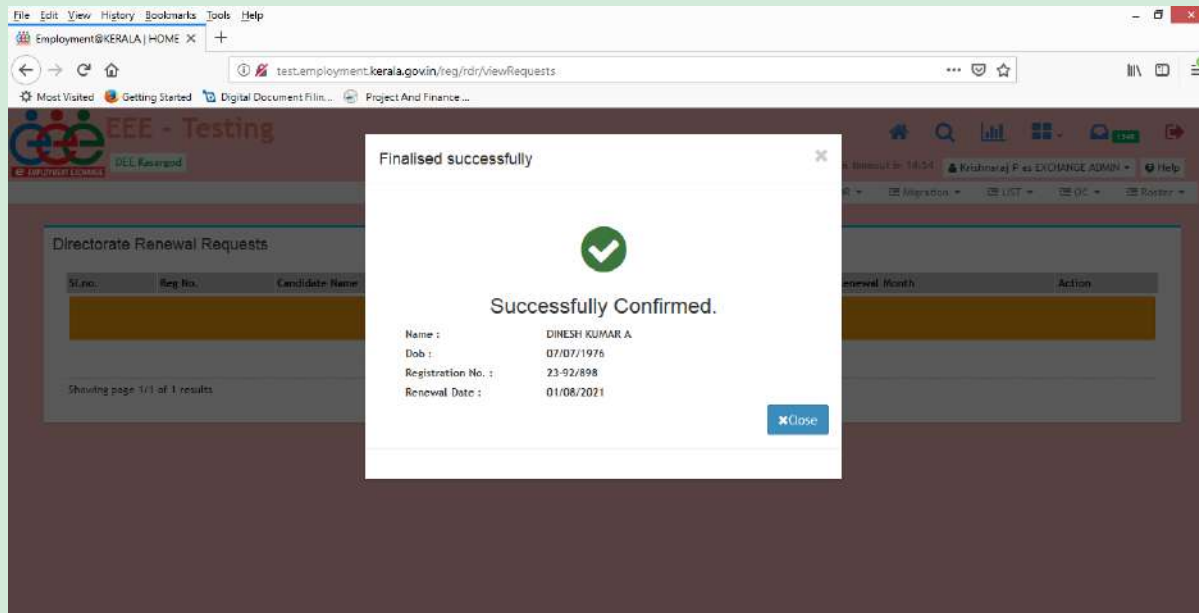 File Edit View History Bookmarks Tools Help
Employment@KERALA | HOME
test.employment.kerala.gov.in/reg/rdr/viewRequests
Most Visited Getting Started Digital Document Filin... Project And Finance ...
EEE - Testing
DEE Kasargod
Krishnaraj P as EXCHANGE ADMIN Help
Migration LIST OC Roster
Finalised successfully
Directorate Renewal Requests
Sl.no. Reg No. Candidate Name Renewal Month Action
Successfully Confirmed.
Name : DINESH KUMAR A
Dob : 07/07/1976
Registration No. : 23-92/898
Renewal Date : 01/08/2021
Close
Showing page 1/1 of 1 results